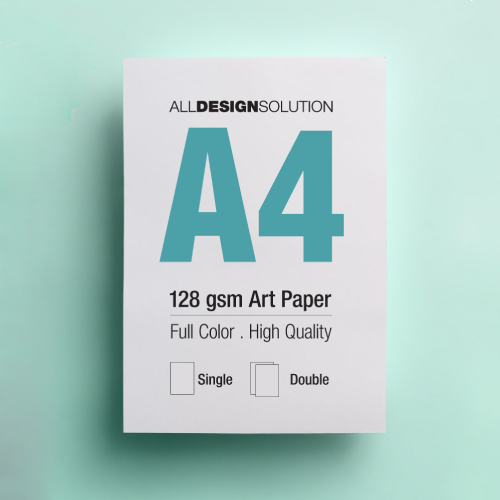 ALLDESIGNSOLUTION
A4
128 gsm Art Paper
Full Color . High Quality
Single Double